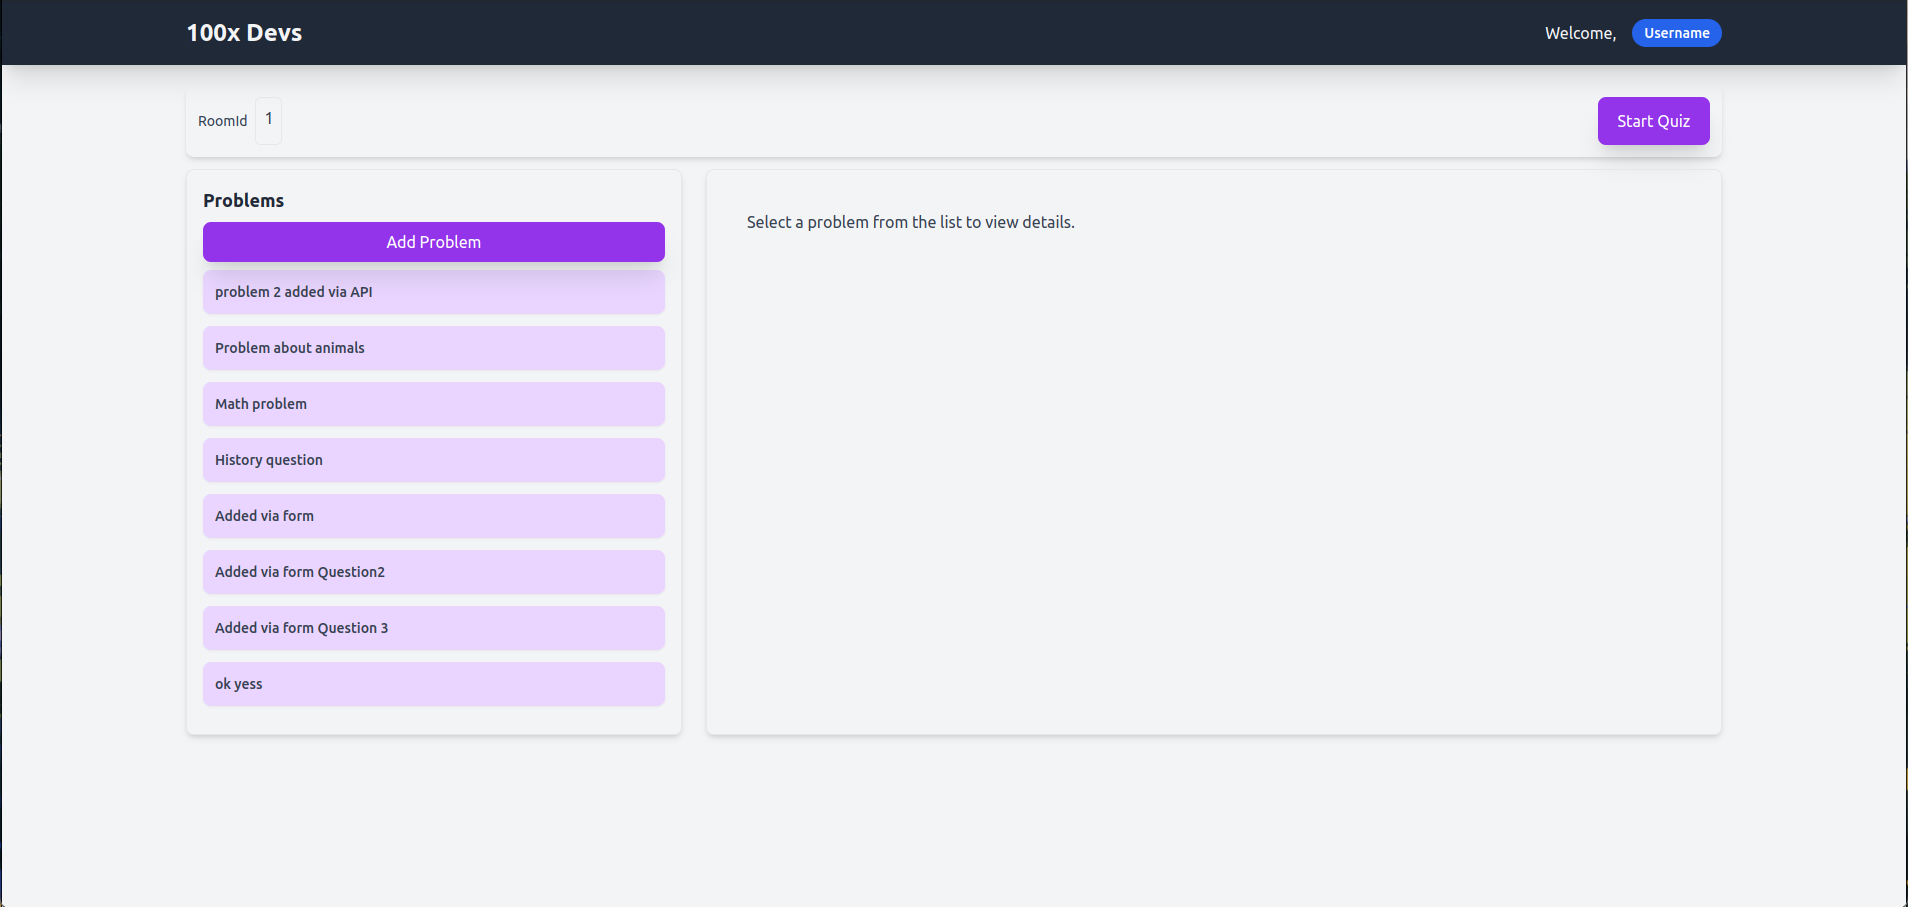 100x Devs
Welcome, Username
RoomId 1
Start Quiz
Problems
Add Problem
problem 2 added via API
Problem about animals
Math problem
History question
Added via form
Added via form Question2
Added via form Question 3
ok yess
Select a problem from the list to view details.